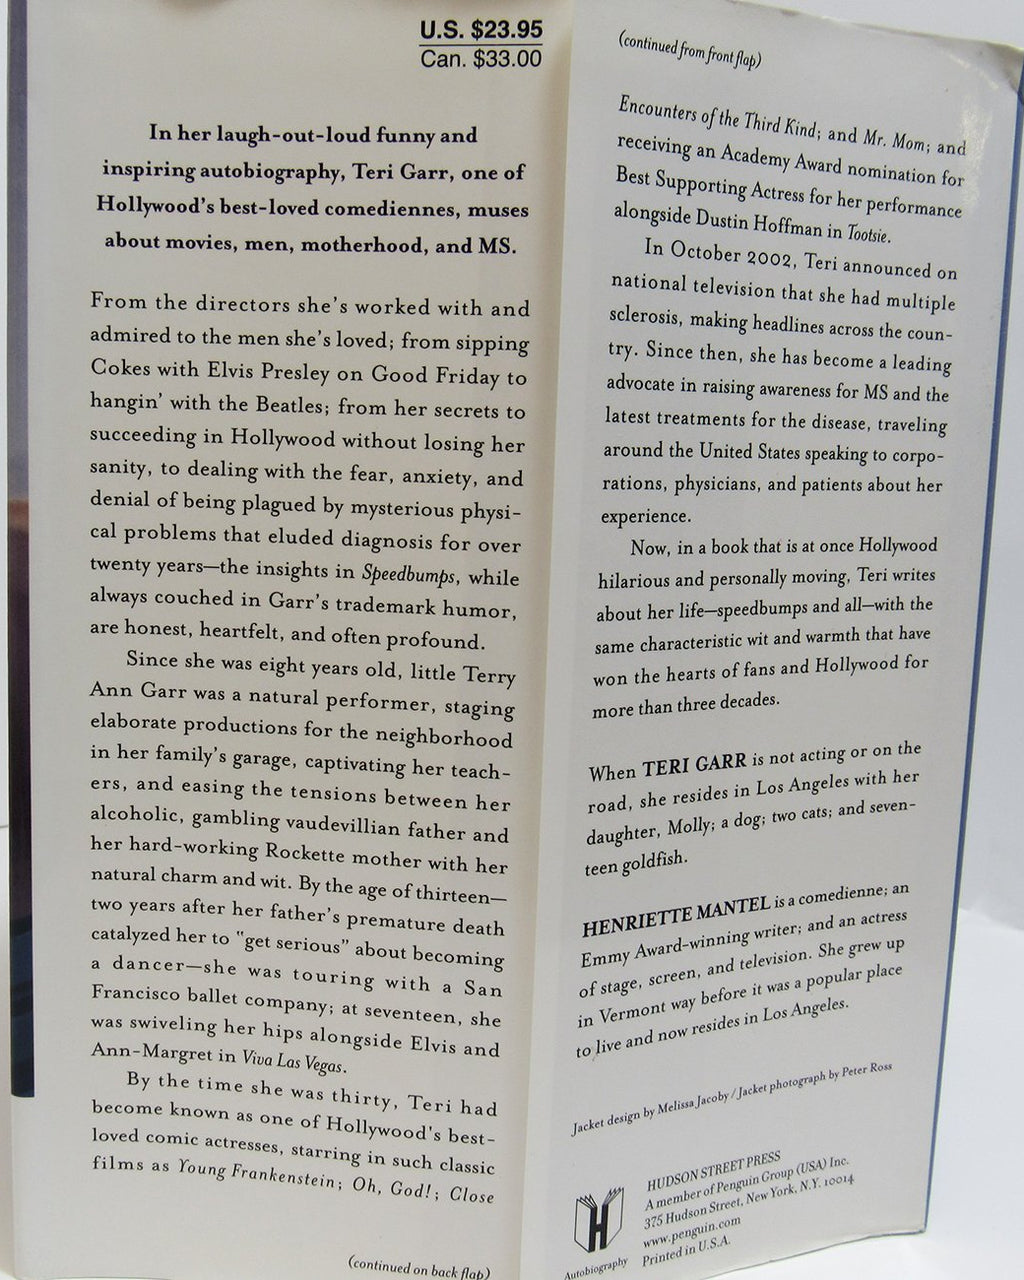 U.S. $23.95
Can. $33.00
In her laugh-out-loud funny and
inspiring autobiography, Teri Garr, one of
Hollywood's best-loved comediennes, muses
about movies, men, motherhood, and MS.
From the directors she's worked with and
admired to the men she's loved; from sipping
Cokes with Elvis Presley on Good Friday to
hangin' with the Beatles; from her secrets to
succeeding in Hollywood without losing her
sanity, to dealing with the fear, anxiety, and
denial of being plagued by mysterious physi-
cal problems that eluded diagnosis for over
twenty years—the insights in Speedbumps, while
always couched in Garr's trademark humor,
are honest, heartfelt, and often profound.
Since she was eight years old, little Terry
Ann Garr was a natural performer, staging
elaborate productions for the neighborhood
in her family's garage, captivating her teach-
ers, and easing the tensions between her
alcoholic, gambling vaudevillian father and
her hard-working Rockette mother with her
natural charm and wit. By the age of thirteen—
two years after her father's premature death
catalyzed her to "get serious" about becoming
a dancer—she was touring with a San
Francisco ballet company; at seventeen, she
was swiveling her hips alongside Elvis and
Ann-Margret in Viva Las Vegas.
By the time she was thirty, Teri had
become known as one of Hollywood's best-
loved comic actresses, starring in such classic
films as Young Frankenstein; Oh, God!; Close
(continued on back flap)
(continued from front flap)
Encounters of the Third Kind; and Mr. Mom; and
receiving an Academy Award nomination for
Best Supporting Actress for her performance
alongside Dustin Hoffman in Tootsie.
In October 2002, Teri announced on
national television that she had multiple
sclerosis, making headlines across the coun-
try. Since then, she has become a leading
advocate in raising awareness for MS and the
latest treatments for the disease, traveling
around the United States speaking to corpo-
rations, physicians, and patients about her
experience.
Now, in a book that is at once Hollywood
hilarious and personally moving, Teri writes
about her life—speedbumps and all—with the
same characteristic wit and warmth that have
won the hearts of fans and Hollywood for
more than three decades.
When TERI GARR is not acting or on the
road, she resides in Los Angeles with her
daughter, Molly; a dog; two cats; and seven-
teen goldfish.
HENRIETTE MANTEL is a comedienne; an
Emmy Award-winning writer; and an actress
of stage, screen, and television. She grew up
in Vermont way before it was a popular place
to live and now resides in Los Angeles.
Jacket design by Melissa Jacoby / Jacket photograph by Peter Ross
HUDSON STREET PRESS
A member of Penguin Group (USA) Inc.
375 Hudson Street, New York, N.Y. 10014
www.penguin.com
Printed in U.S.A.
H
Autobiography